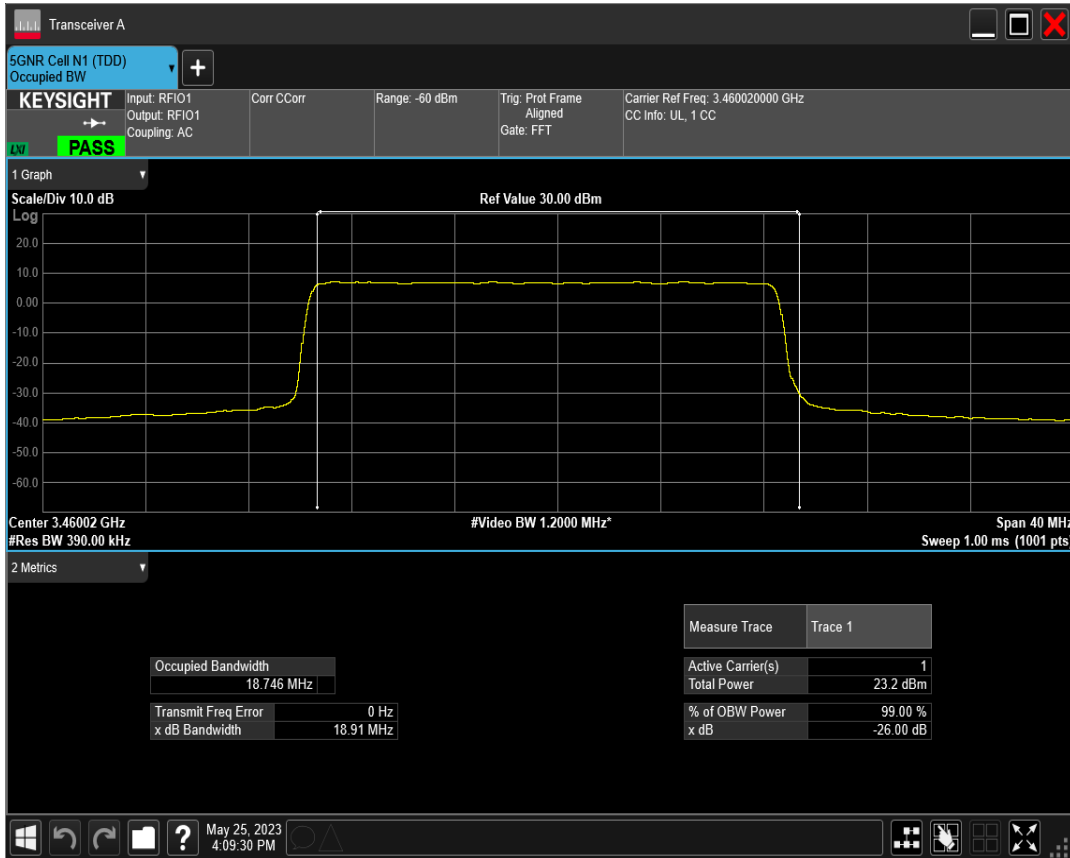 Transceiver A
5GNR Cell N1 (TDD)
Occupied BW
+
KEYSIGHT
LXI
PASS
Input: RFIO1
Output: RFIO1
Coupling: AC
Corr CCorr
Range: -60 dBm
Trig: Prot Frame
Aligned
Gate: FFT
Carrier Ref Freq: 3.460020000 GHz
CC Info: UL, 1 CC
1 Graph
Scale/Div 10.0 dB
Ref Value 30.00 dBm
Log
20.0
10.0
0.00
-10.0
-20.0
-30.0
-40.0
-50.0
-60.0
Center 3.46002 GHz
#Video BW 1.2000 MHz*
Span 40 MHz
#Res BW 390.00 kHz
Sweep 1.00 ms (1001 pts)
2 Metrics
Measure Trace Trace 1
Occupied Bandwidth
18.746 MHz
Transmit Freq Error 0 Hz
x dB Bandwidth 18.91 MHz
Active Carrier(s) 1
Total Power 23.2 dBm
% of OBW Power 99.00 %
x dB -26.00 dB
?
May 25, 2023
4:09:30 PM